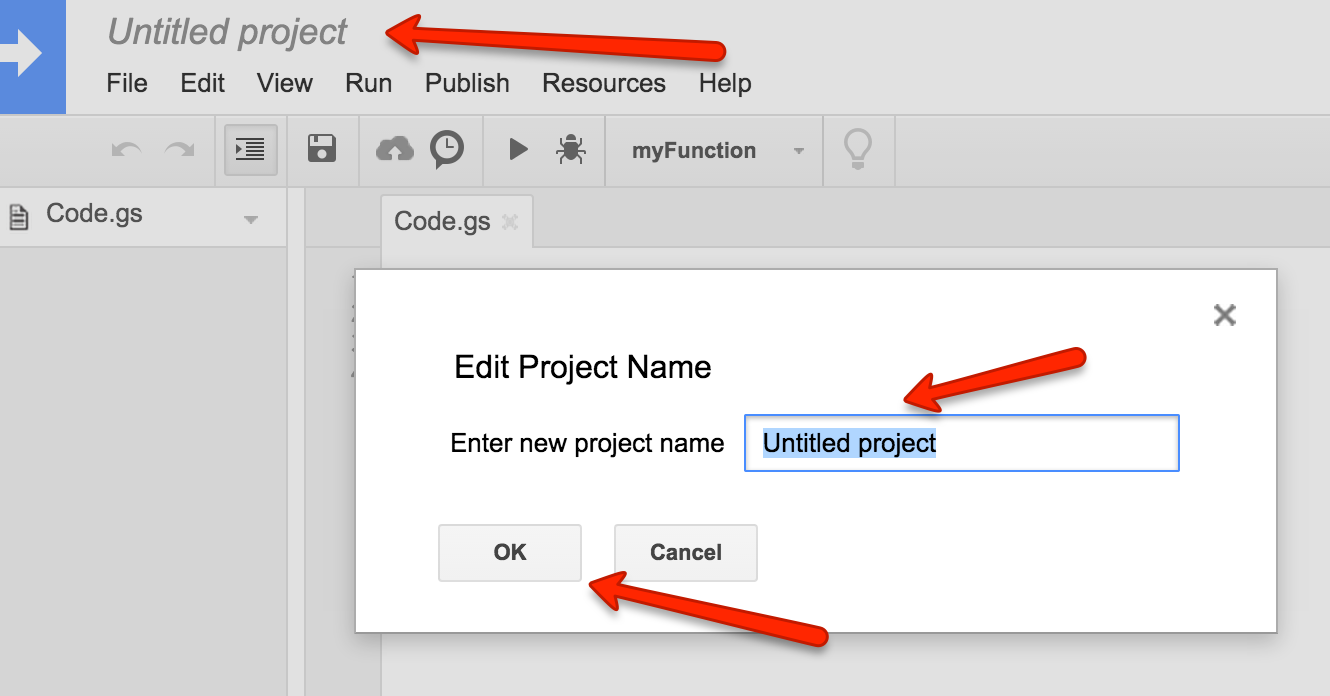 Untitled project
File Edit View Run Publish Resources Help
myFunction
Code.gs
Code.gs
Edit Project Name
Enter new project name Untitled project
OK Cancel